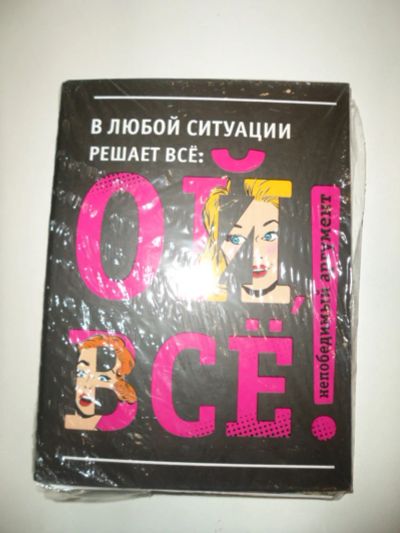 В ЛЮБОЙ СИТУАЦИИ
РЕШАЕТ ВСЁ:
ОЙ,
ВСЁ!
непобедимый аргумент